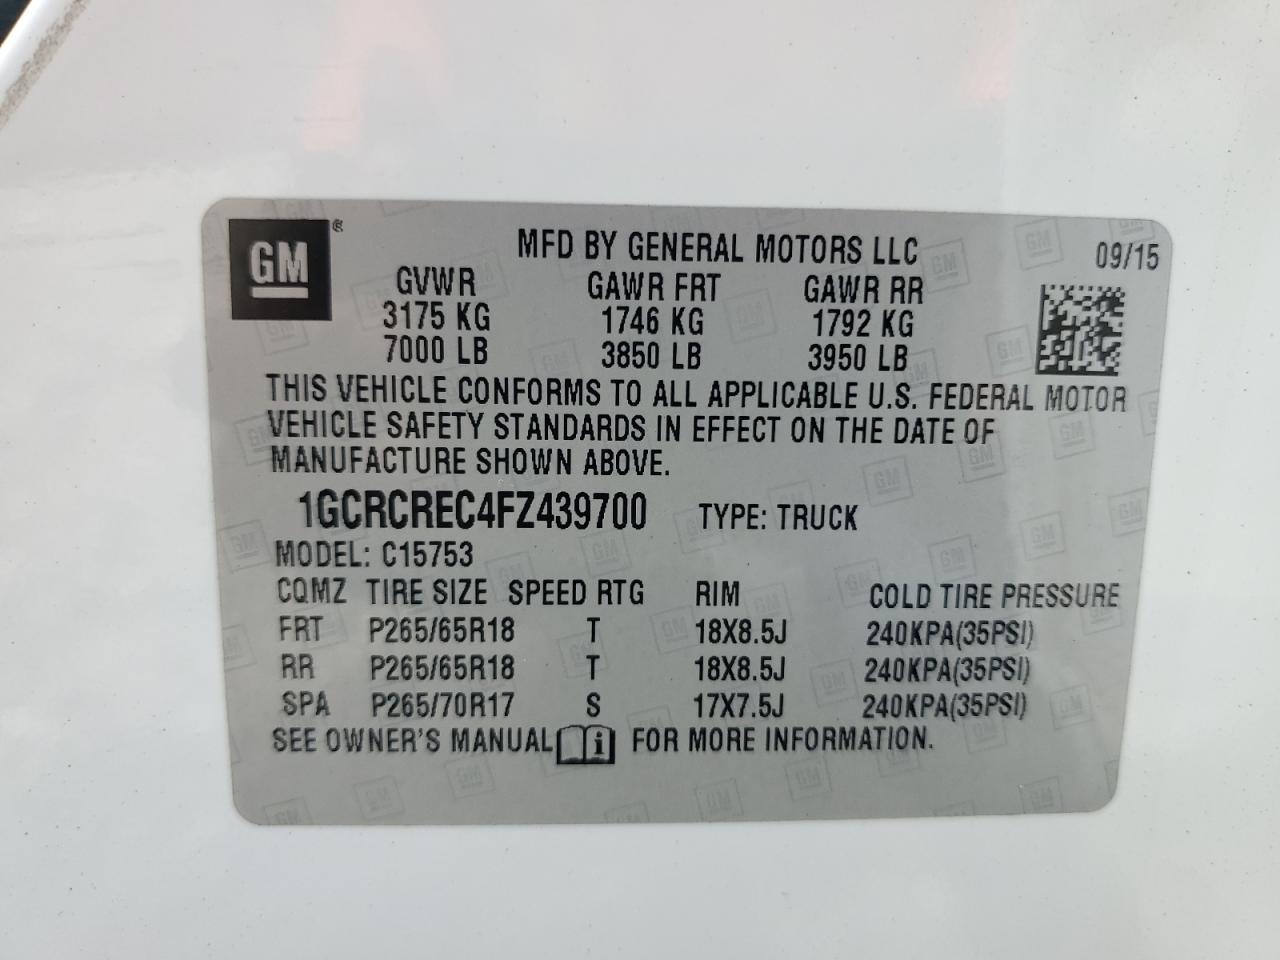 GM ®
MFD BY GENERAL MOTORS LLC 09/15
GVWR GAWR FRT GAWR RR
3175 KG 1746 KG 1792 KG
7000 LB 3850 LB 3950 LB
THIS VEHICLE CONFORMS TO ALL APPLICABLE U.S. FEDERAL MOTOR
VEHICLE SAFETY STANDARDS IN EFFECT ON THE DATE OF
MANUFACTURE SHOWN ABOVE.
1GCRCREC4FZ439700 TYPE: TRUCK
MODEL: C15753
CQMZ TIRE SIZE SPEED RTG RIM COLD TIRE PRESSURE
FRT P265/65R18 T 18X8.5J 240KPA(35PSI)
RR P265/65R18 T 18X8.5J 240KPA(35PSI)
SPA P265/70R17 S 17X7.5J 240KPA(35PSI)
SEE OWNER'S MANUAL i FOR MORE INFORMATION.